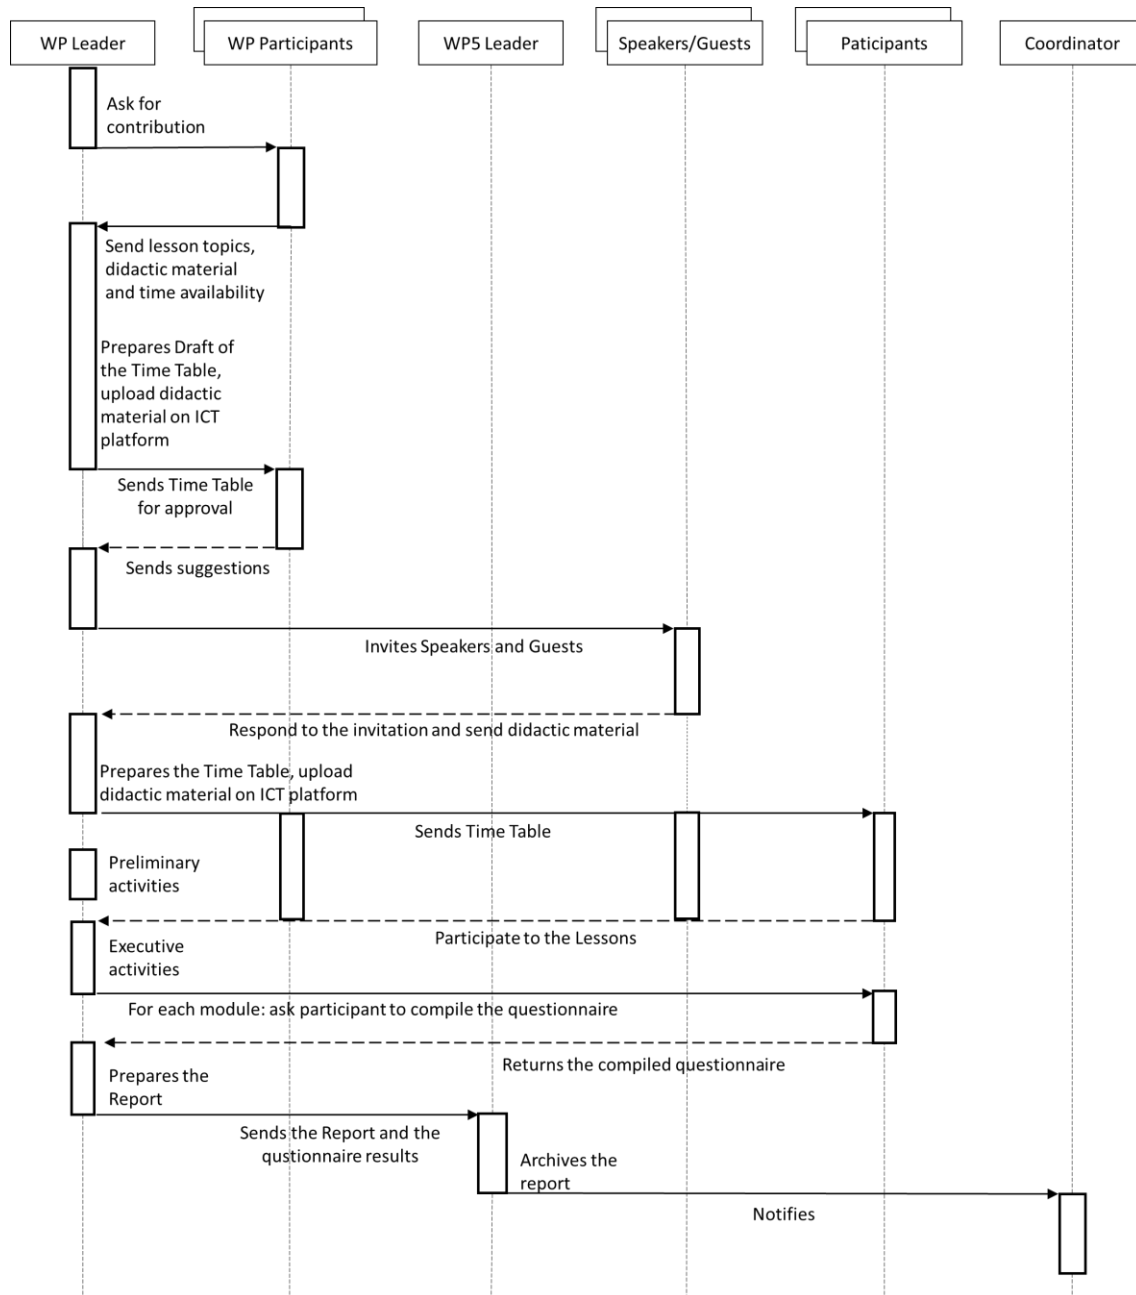 WP Leader
WP Participants
WP5 Leader
Speakers/Guests
Paticipants
Coordinator
Ask for
contribution
Send lesson topics,
didactic material
and time availability
Prepares Draft of
the Time Table,
upload didactic
material on ICT
platform
Sends Time Table
for approval
Sends suggestions
Invites Speakers and Guests
Respond to the invitation and send didactic material
Prepares the Time Table, upload
didactic material on ICT platform
Sends Time Table
Preliminary
activities
Participate to the Lessons
Executive
activities
For each module: ask participant to compile the questionnaire
Returns the compiled questionnaire
Prepares the
Report
Sends the Report and the
qustionnaire results
Archives the
report
Notifies